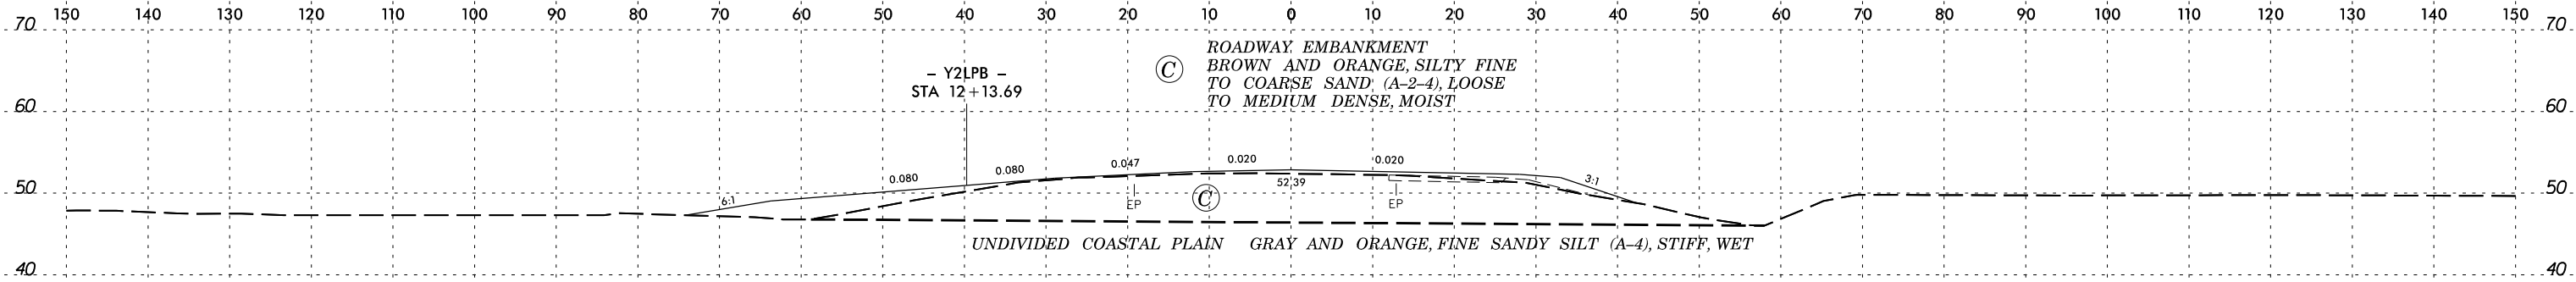 150 140 130 120 110 100 90 80 70 60 50 40 30 20 10 0 10 20 30 40 50 60 70 80 90 100 110 120 130 140 150
70 70
ROADWAY EMBANKMENT
BROWN AND ORANGE, SILTY FINE
TO COARSE SAND (A-2-4), LOOSE
TO MEDIUM DENSE, MOIST
C
- Y2LPB -
STA 12+13.69
60 60
6:1 0.080 0.080 0.047 0.020 0.020 3:1
52.39
50 50
EP C EP
UNDIVIDED COASTAL PLAIN GRAY AND ORANGE, FINE SANDY SILT (A-4), STIFF, WET
40 40